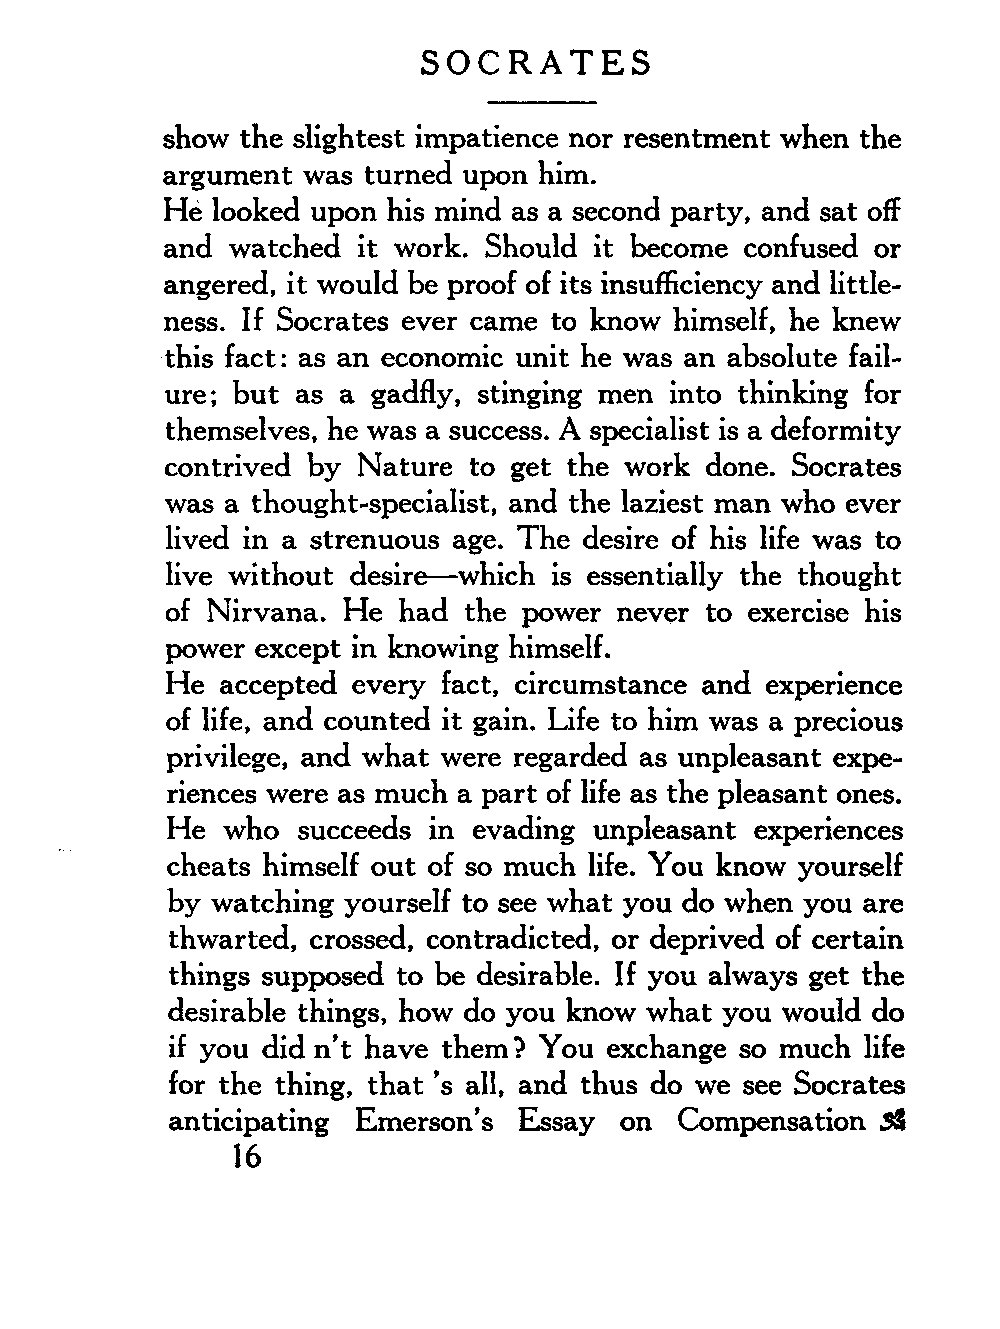 SOCRATES
show the slightest impatience nor resentment when the
argument was turned upon him.
He looked upon his mind as a second party, and sat off
and watched it work. Should it become confused or
angered, it would be proof of its insufficiency and little-
ness. If Socrates ever came to know himself, he knew
this fact: as an economic unit he was an absolute fail-
ure; but as a gadfly, stinging men into thinking for
themselves, he was a success. A specialist is a deformity
contrived by Nature to get the work done. Socrates
was a thought-specialist, and the laziest man who ever
lived in a strenuous age. The desire of his life was to
live without desire—which is essentially the thought
of Nirvana. He had the power never to exercise his
power except in knowing himself.
He accepted every fact, circumstance and experience
of life, and counted it gain. Life to him was a precious
privilege, and what were regarded as unpleasant expe-
riences were as much a part of life as the pleasant ones.
He who succeeds in evading unpleasant experiences
cheats himself out of so much life. You know yourself
by watching yourself to see what you do when you are
thwarted, crossed, contradicted, or deprived of certain
things supposed to be desirable. If you always get the
desirable things, how do you know what you would do
if you did n't have them? You exchange so much life
for the thing, that 's all, and thus do we see Socrates
anticipating Emerson's Essay on Compensation
16